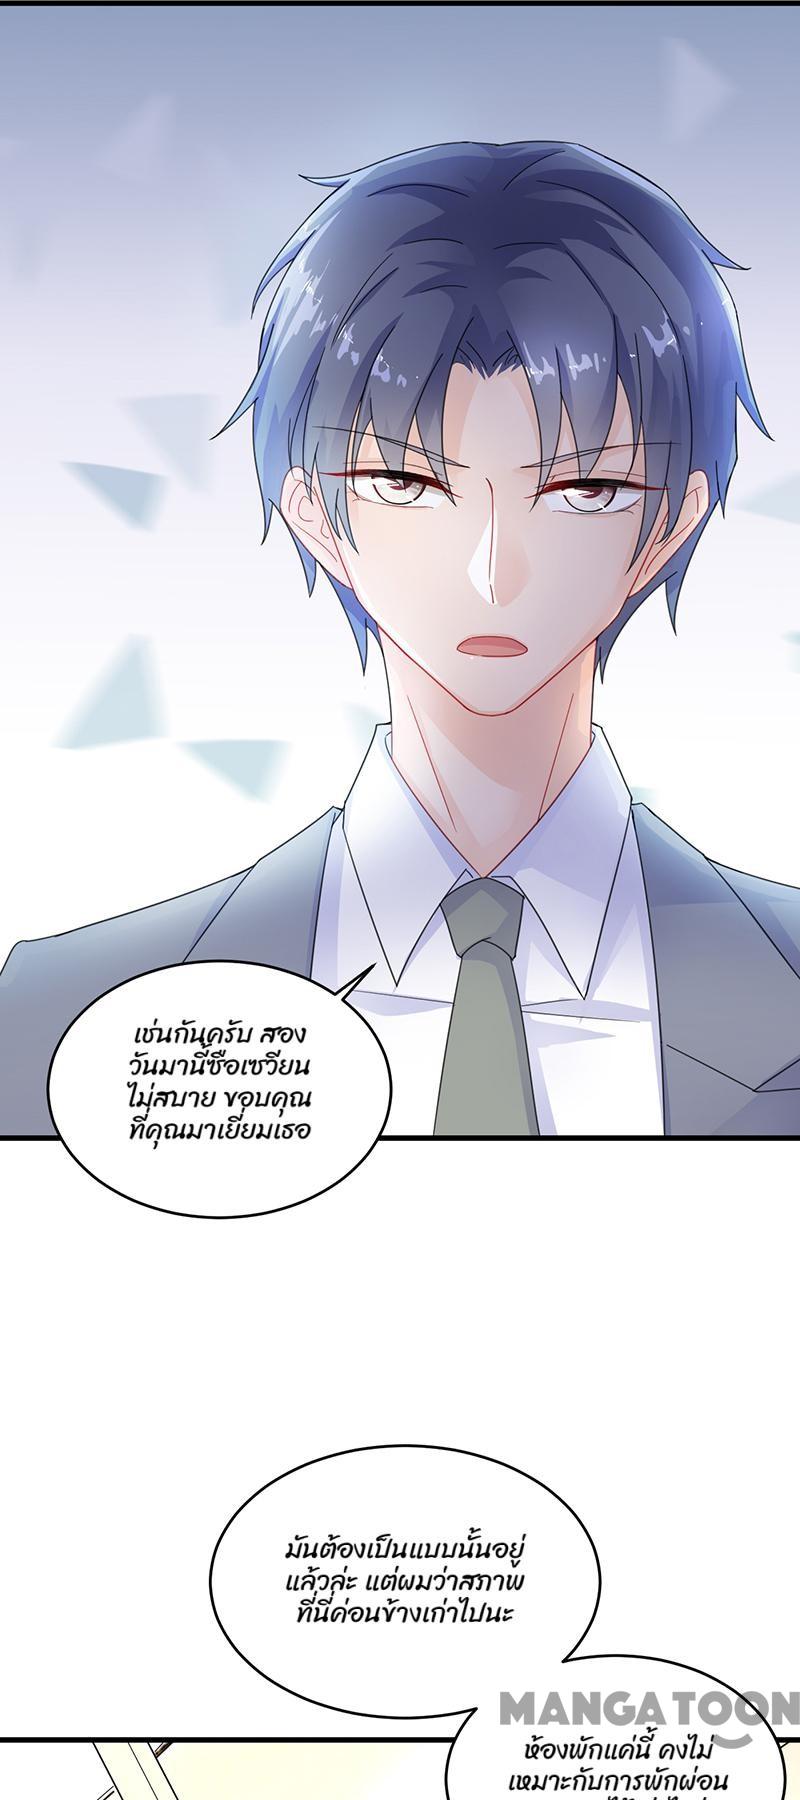 เช่นกันครับ สอง
วันมานี้ซือเซวียน
ไม่สบาย ขอบคุณ
ที่คุณมาเยี่ยมเธอ
มันต้องเป็นแบบนั้นอยู่
แล้วล่ะ แต่ผมว่าสภาพ
ที่นี่ค่อนข้างเก่าไปนะ
MANGATOON
ห้องพักแค่นี้ คงไม่
เหมาะกับการพักผ่อน